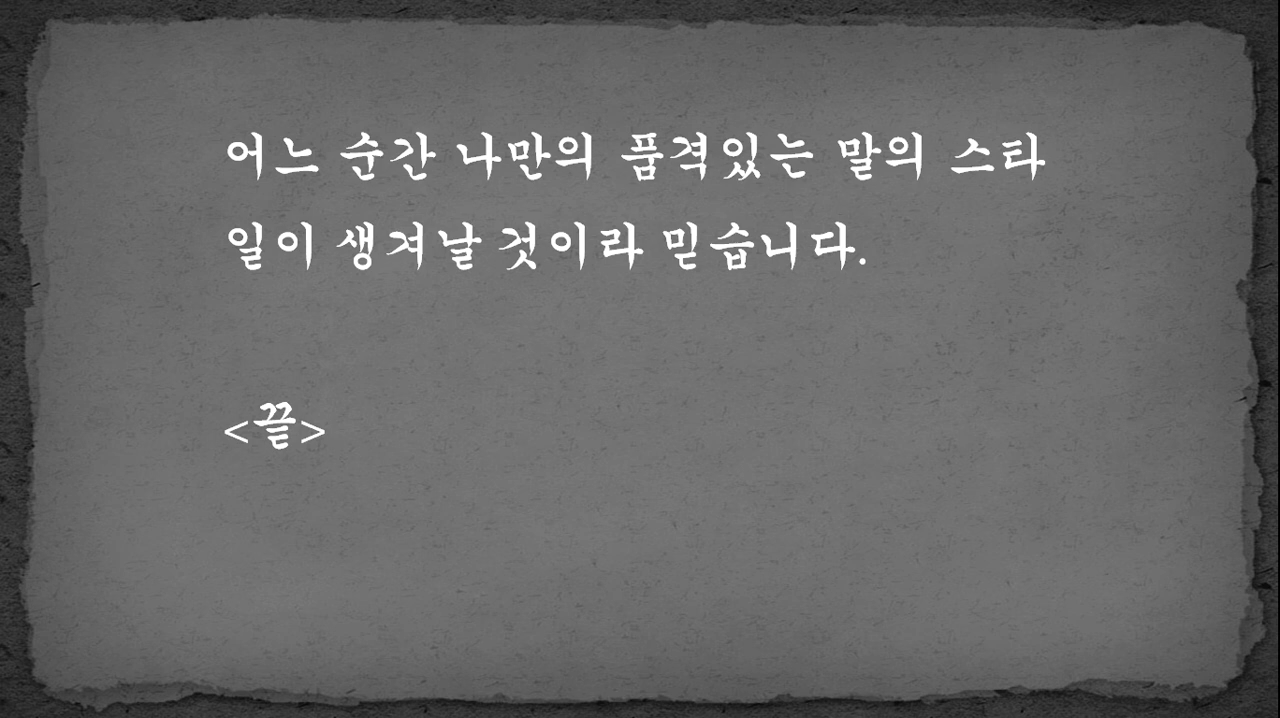 어느 순간 나만의 품격있는 말의 스타
일이 생겨날 것이라 믿습니다.
<끝>